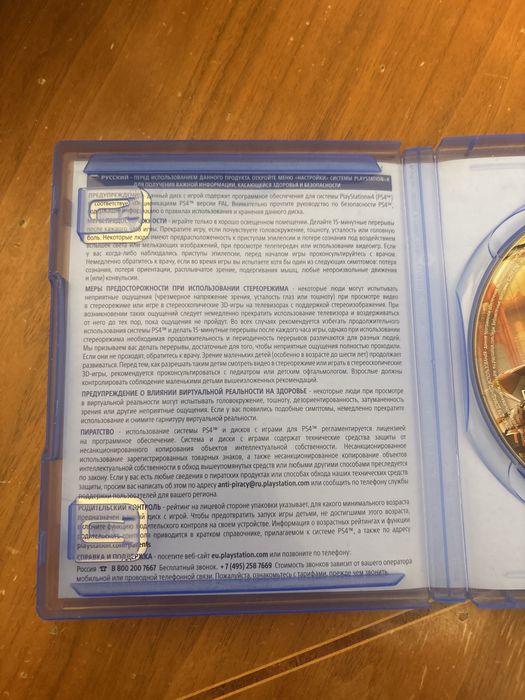 РУССКИЙ - ПЕРЕД ИСПОЛЬЗОВАНИЕМ ДАННОГО ПРОДУКТА, ОТКРОЙТЕ МЕНЮ «НАСТРОЙКИ» СИСТЕМЫ PLAYSTATION®4
ДЛЯ ПОЛУЧЕНИЯ ВАЖНОЙ ИНФОРМАЦИИ, КАСАЮЩЕЙСЯ ЗДОРОВЬЯ И БЕЗОПАСНОСТИ
ПРЕДУПРЕЖДЕНИЕ данный диск с игрой содержит программное обеспечение для системы PlayStation®4 (PS4™)
соответствует спецификациям PS4™ версии PAL. Внимательно прочтите руководство по безопасности PS4™,
информацию о правилах использования и хранения данного диска.
МЕРЫ ПРЕДОСТОРОЖНОСТИ - играйте только в хорошо освещенном помещении. Делайте 15-минутные перерывы
после каждого часа игры. Прекратите игру, если почувствуете головокружение, тошноту, усталость или головную
боль. Некоторые люди имеют предрасположенность к приступам эпилепсии и потере сознания под воздействием
вспышек света или мелькающих изображений, при просмотре телепередач или использовании видеоигр. Если
у вас когда-либо наблюдались приступы эпилепсии, перед началом игры проконсультируйтесь с врачом.
Немедленно обратитесь к врачу, если во время игры вы испытаете хотя бы один из следующих симптомов: потеря
сознания, потеря ориентации, расплывчатое зрение, подергивания мышц, любые непроизвольные движения
и (или) конвульсии.
МЕРЫ ПРЕДОСТОРОЖНОСТИ ПРИ ИСПОЛЬЗОВАНИИ СТЕРЕОРЕЖИМА - некоторые люди могут испытывать
неприятные ощущения (чрезмерное напряжение зрения, усталость глаз или тошноту) при просмотре видео
в стереорежиме или игре в стереоскопические 3D-игры на телевизорах с поддержкой стереоизображения. При
возникновении таких ощущений следует немедленно прекратить использование телевизора и воздержаться
от него до тех пор, пока ощущения не пройдут. Во всех случаях рекомендуется избегать продолжительного
использования системы PS4™ и делать 15-минутные перерывы после каждого часа игры, однако при использовании
стереорежима необходимая продолжительность и периодичность перерывов различаются для разных людей.
Мы призываем вас делать перерывы, достаточные для того, чтобы неприятные ощущения полностью проходили.
Если они не проходят, обратитесь к врачу. Зрение маленьких детей (особенно в возрасте до шести лет) продолжает
развиваться. Перед тем, как разрешать таким детям смотреть видео в стереорежиме или играть в стереоскопические
3D-игры, рекомендуется проконсультироваться с педиатром или детским офтальмологом. Взрослые должны
контролировать соблюдение маленькими детьми вышеизложенных рекомендаций.
ПРЕДУПРЕЖДЕНИЕ О ВЛИЯНИИ ВИРТУАЛЬНОЙ РЕАЛЬНОСТИ НА ЗДОРОВЬЕ - некоторые люди при просмотре
в виртуальной реальности могут испытывать головокружение, тошноту, дезориентированность, затуманенность
зрения или другие неприятные ощущения. Если у вас появились подобные симптомы, немедленно прекратите
использование и снимите гарнитуру виртуальной реальности.
ПИРАТСТВО - использование системы PS4™ и дисков с играми для PS4™ регламентируется лицензией
на программное обеспечение. Система и диски с играми содержат технические средства защиты от
несанкционированного копирования объектов интеллектуальной собственности. Несанкционированное
использование зарегистрированных товарных знаков, а также несанкционированное копирование объектов
интеллектуальной собственности в обход вышеупомянутых средств или любыми другими способами преследуется
по закону. Если у вас есть любые сведения о пиратских продуктах или способах обхода наших технических средств
защиты, просим вас написать об этом по адресу anti-piracy@ru.playstation.com или сообщить по телефону службы
поддержки пользователей для вашего региона.
РОДИТЕЛЬСКИЙ КОНТРОЛЬ - рейтинг на лицевой стороне упаковки указывает, для какого минимального возраста
предназначен данный диск с игрой. Чтобы предотвратить запуск игры детьми, не достигшими этого возраста,
включите функцию родительского контроля на своем устройстве. Информация о возрастных рейтингах и функции
родительского контроля приводится в кратком справочнике, прилагаемом к системе PS4™, а также по адресу
playstation.com/parents
СПРАВКА И ПОДДЕРЖКА - посетите веб-сайт eu.playstation.com или позвоните по телефону:
Россия ☎ 8 800 200 7667 Бесплатный звонок. +7 (495) 258 7669 Стоимость звонка зависит от вашего оператора
мобильной или проводной телефонной связи. Пожалуйста, ознакомьтесь с тарифами, прежде чем звонить.